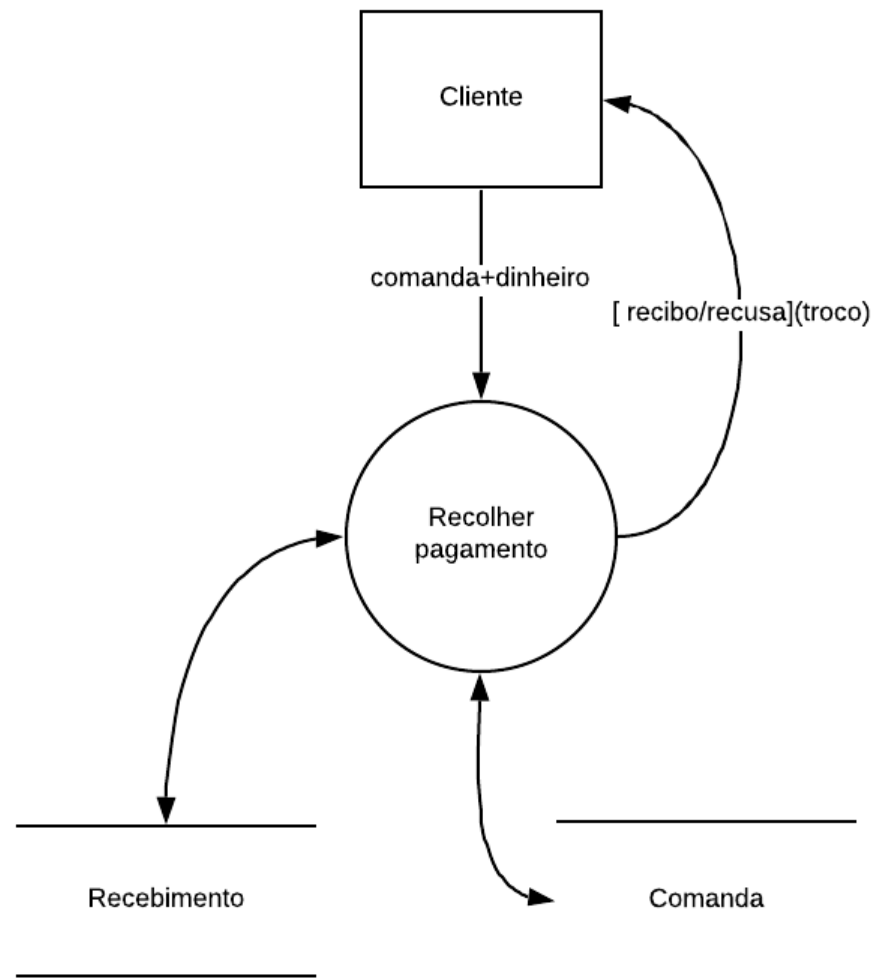 Cliente
comanda+dinheiro
[ recibo/recusa](troco)
Recolher
pagamento
Recebimento
Comanda